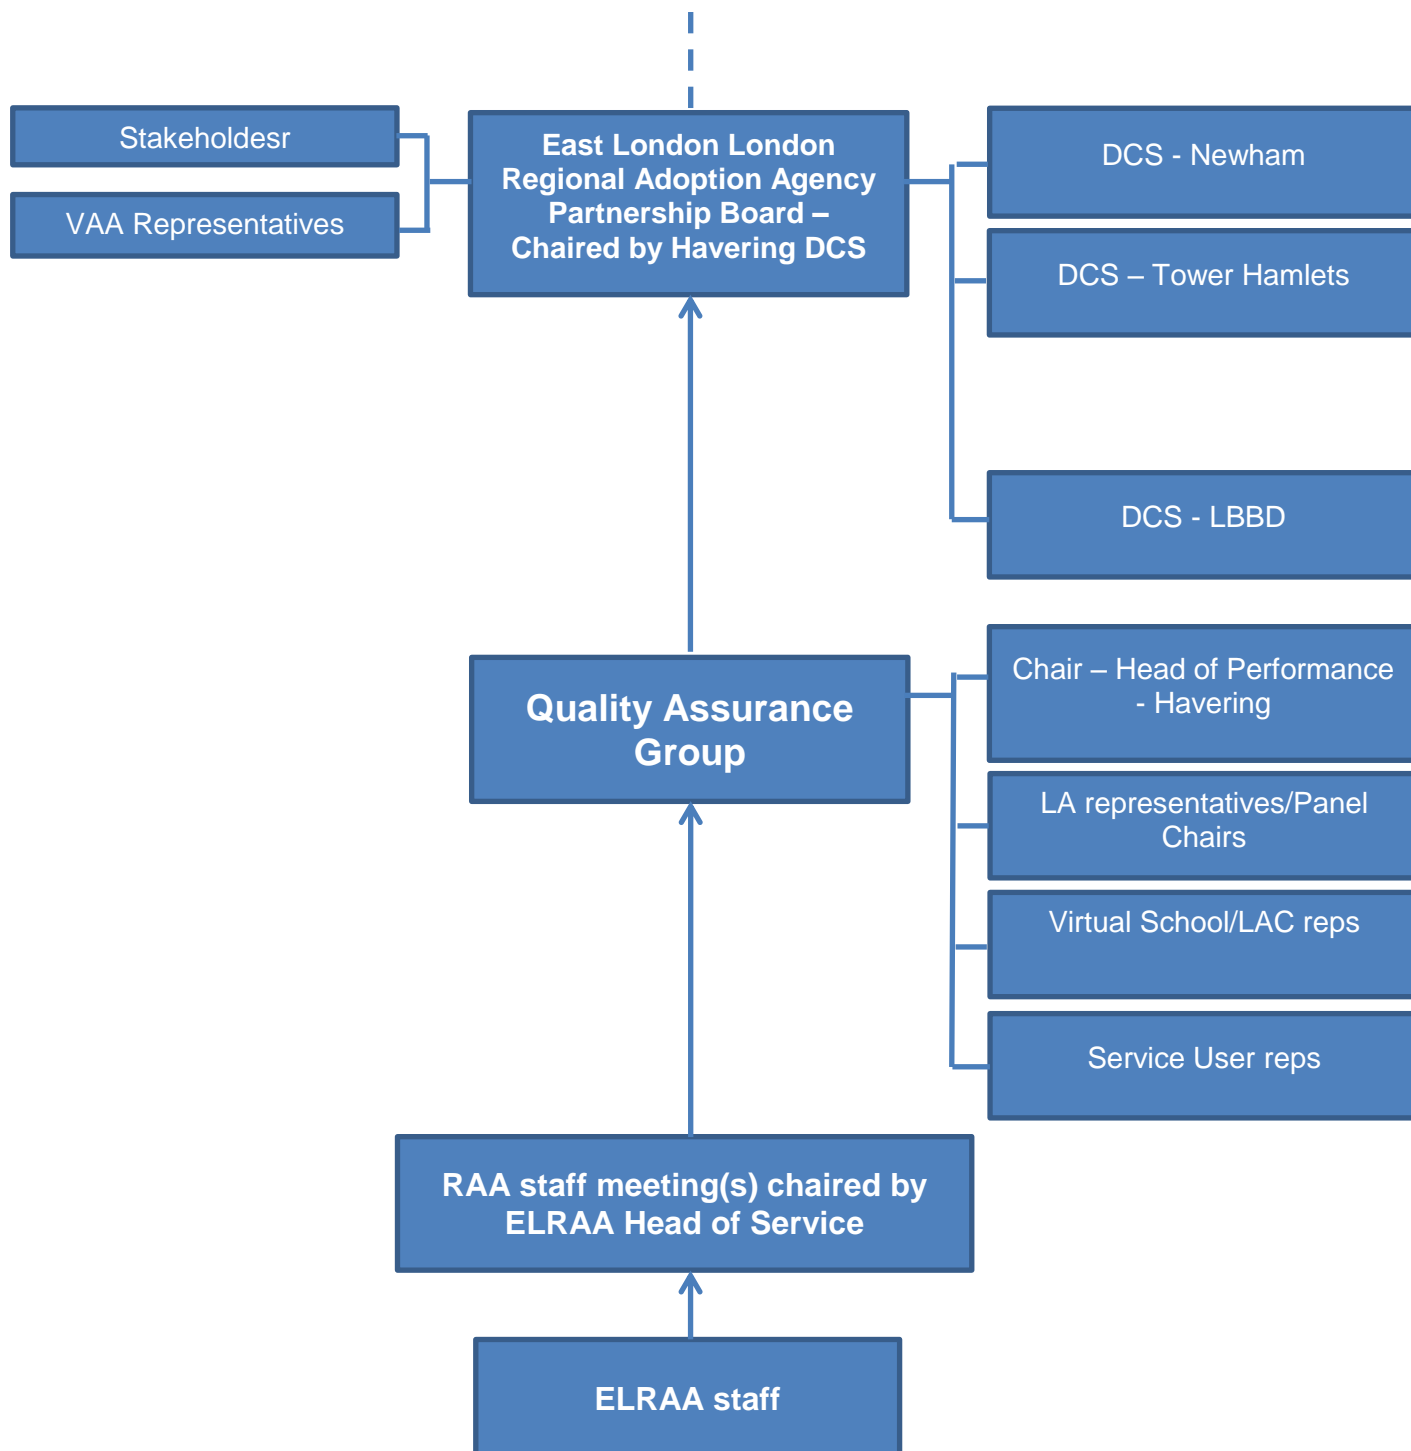 Stakeholdesr
VAA Representatives
East London London
Regional Adoption Agency
Partnership Board –
Chaired by Havering DCS
DCS - Newham
DCS – Tower Hamlets
DCS - LBBD
Quality Assurance
Group
Chair – Head of Performance
- Havering
LA representatives/Panel
Chairs
Virtual School/LAC reps
Service User reps
RAA staff meeting(s) chaired by
ELRAA Head of Service
ELRAA staff